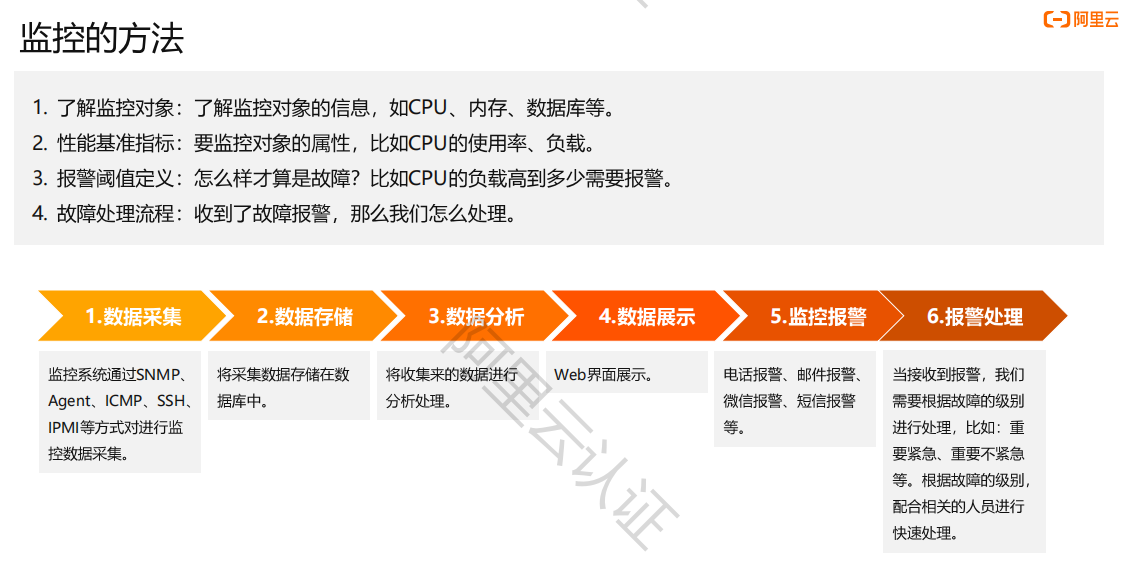 监控的方法
阿里云
1. 了解监控对象：了解监控对象的信息，如CPU、内存、数据库等。
2. 性能基准指标：要监控对象的属性，比如CPU的使用率、负载。
3. 报警阈值定义：怎么样才算是故障？比如CPU的负载高到多少需要报警。
4. 故障处理流程：收到了故障报警，那么我们怎么处理。
1.数据采集
2.数据存储
3.数据分析
4.数据展示
5.监控报警
6.报警处理
监控系统通过SNMP、
Agent、ICMP、SSH、
IPMI等方式对进行监
控数据采集。
将采集数据存储在数
据库中。
将收集来的数据进行
分析处理。
Web界面展示。
电话报警、邮件报警、
微信报警、短信报警
等。
当接收到报警，我们
需要根据故障的级别
进行处理，比如：重
要紧急、重要不紧急
等。根据故障的级别，
配合相关的人员进行
快速处理。
阿里云认证